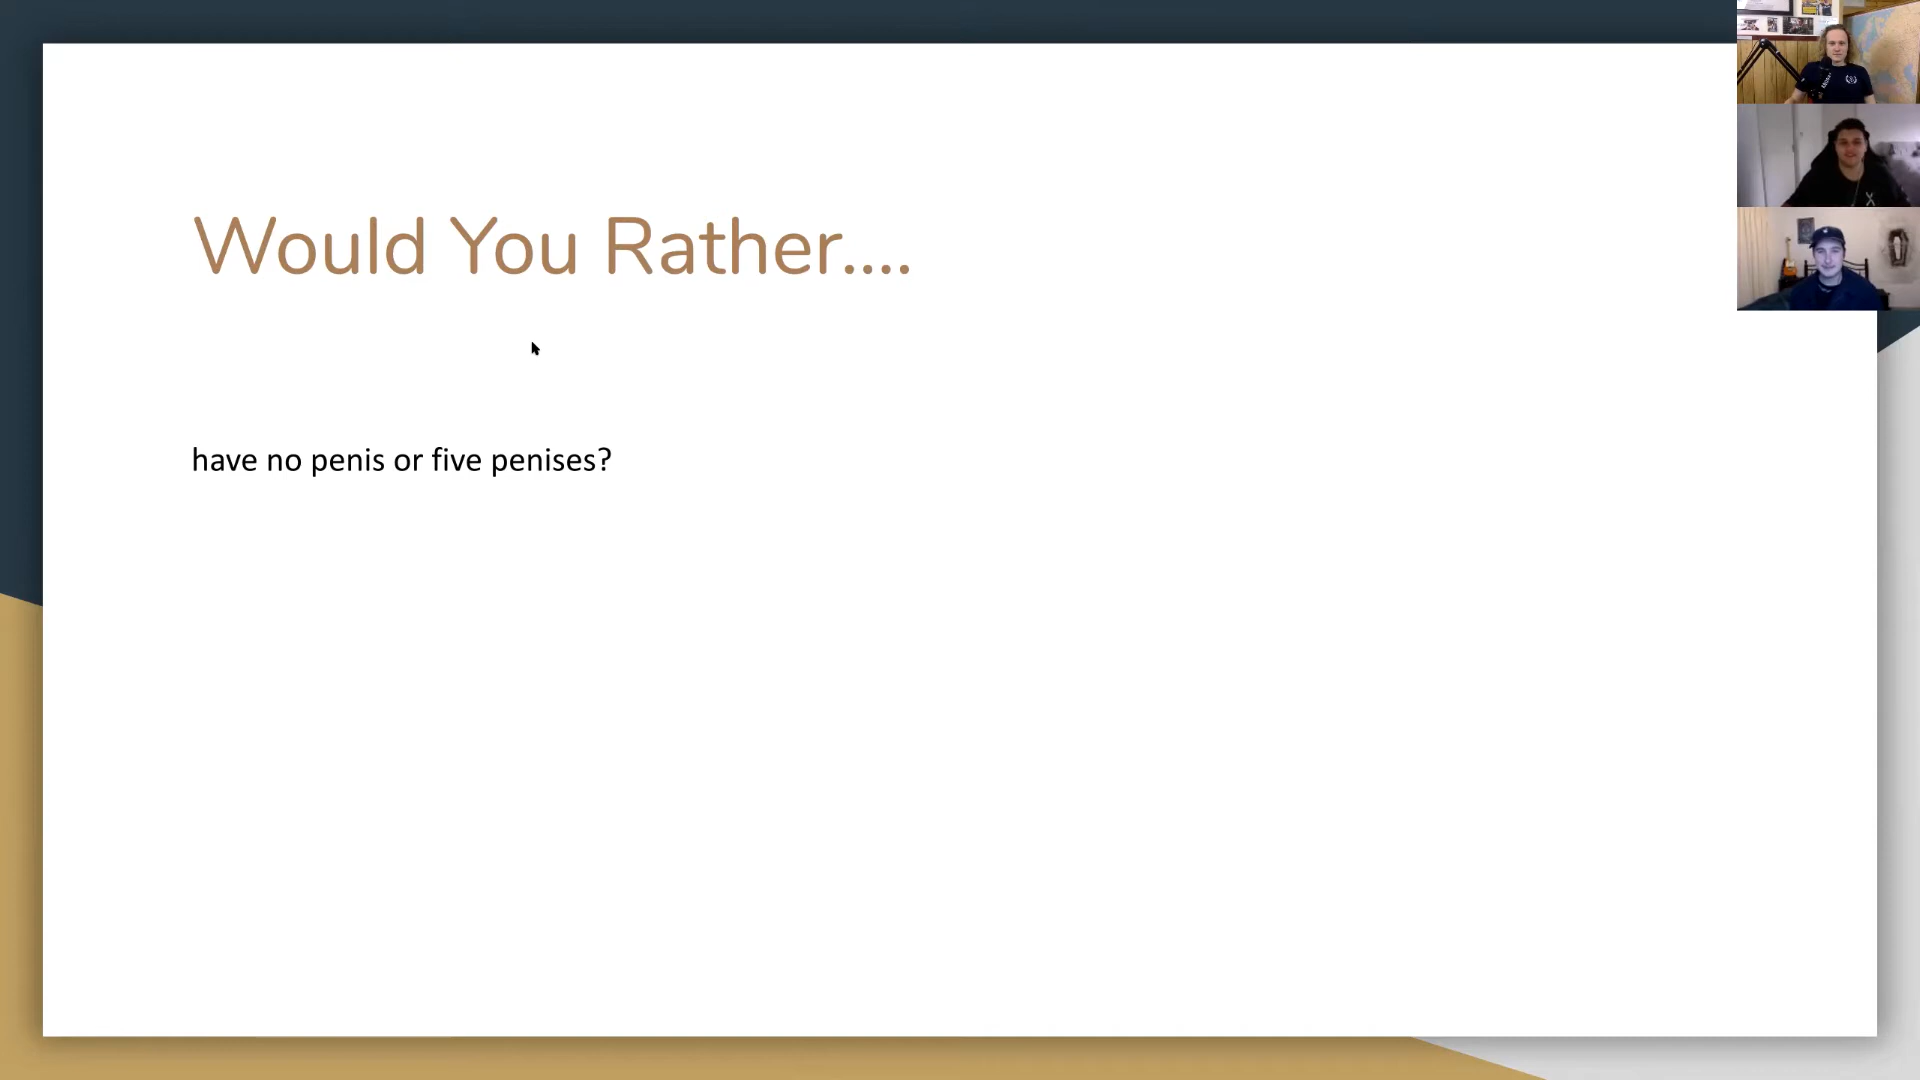 Would You Rather....
have no penis or five penises?